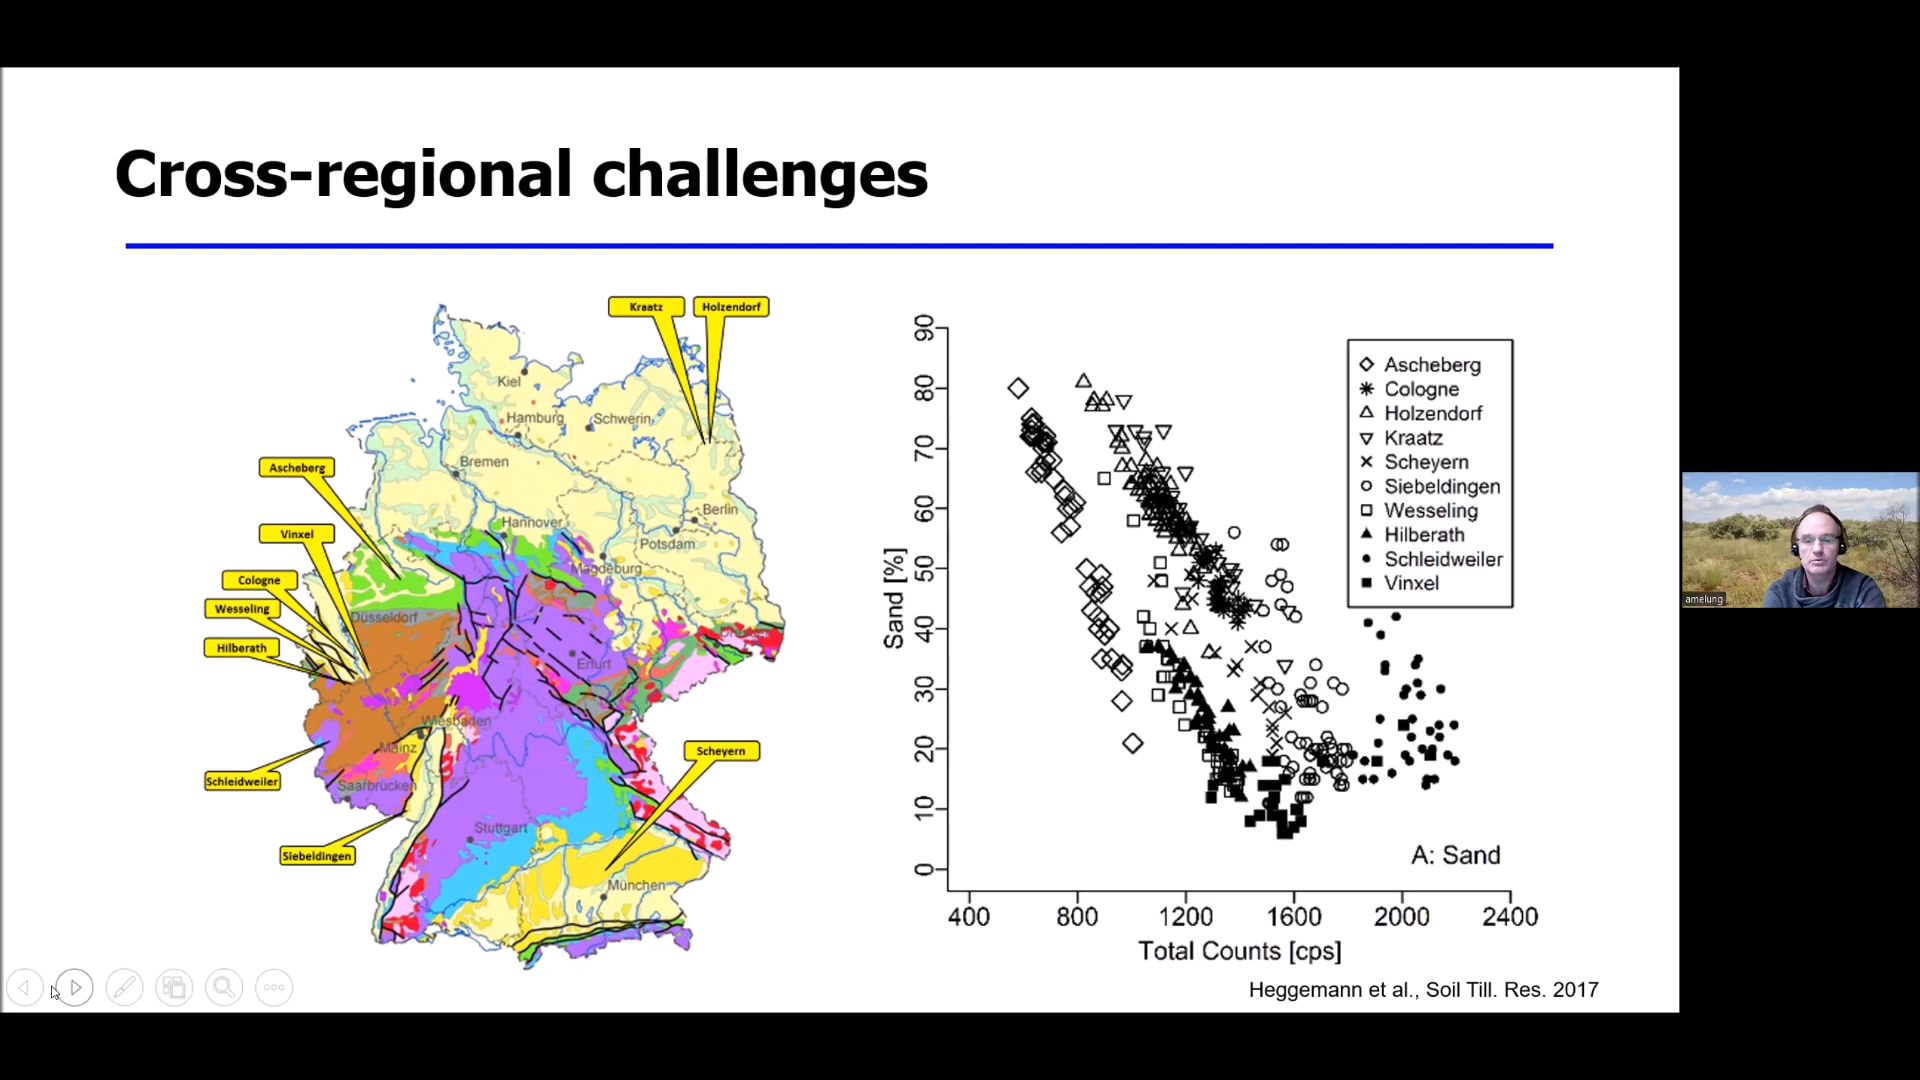 Cross-regional challenges
Kraatz
Holzendorf
Kiel
Hamburg
Schwerin
Bremen
Ascheberg
Berlin
Hannover
Vinxel
Potsdam
Magdeburg
Cologne
Wesseling
Düsseldorf
Hilberath
Erfurt
Wiesbaden
Mainz
Scheyern
Schleidweiler
Saarbrücken
Stuttgart
Siebeldingen
München
90
80
70
60
50
40
30
20
10
0
Sand [%]
400 800 1200 1600 2000 2400
Total Counts [cps]
Ascheberg
Cologne
Holzendorf
Kraatz
Scheyern
Siebeldingen
Wesseling
Hilberath
Schleidweiler
Vinxel
A: Sand
Heggemann et al., Soil Till. Res. 2017
amelung